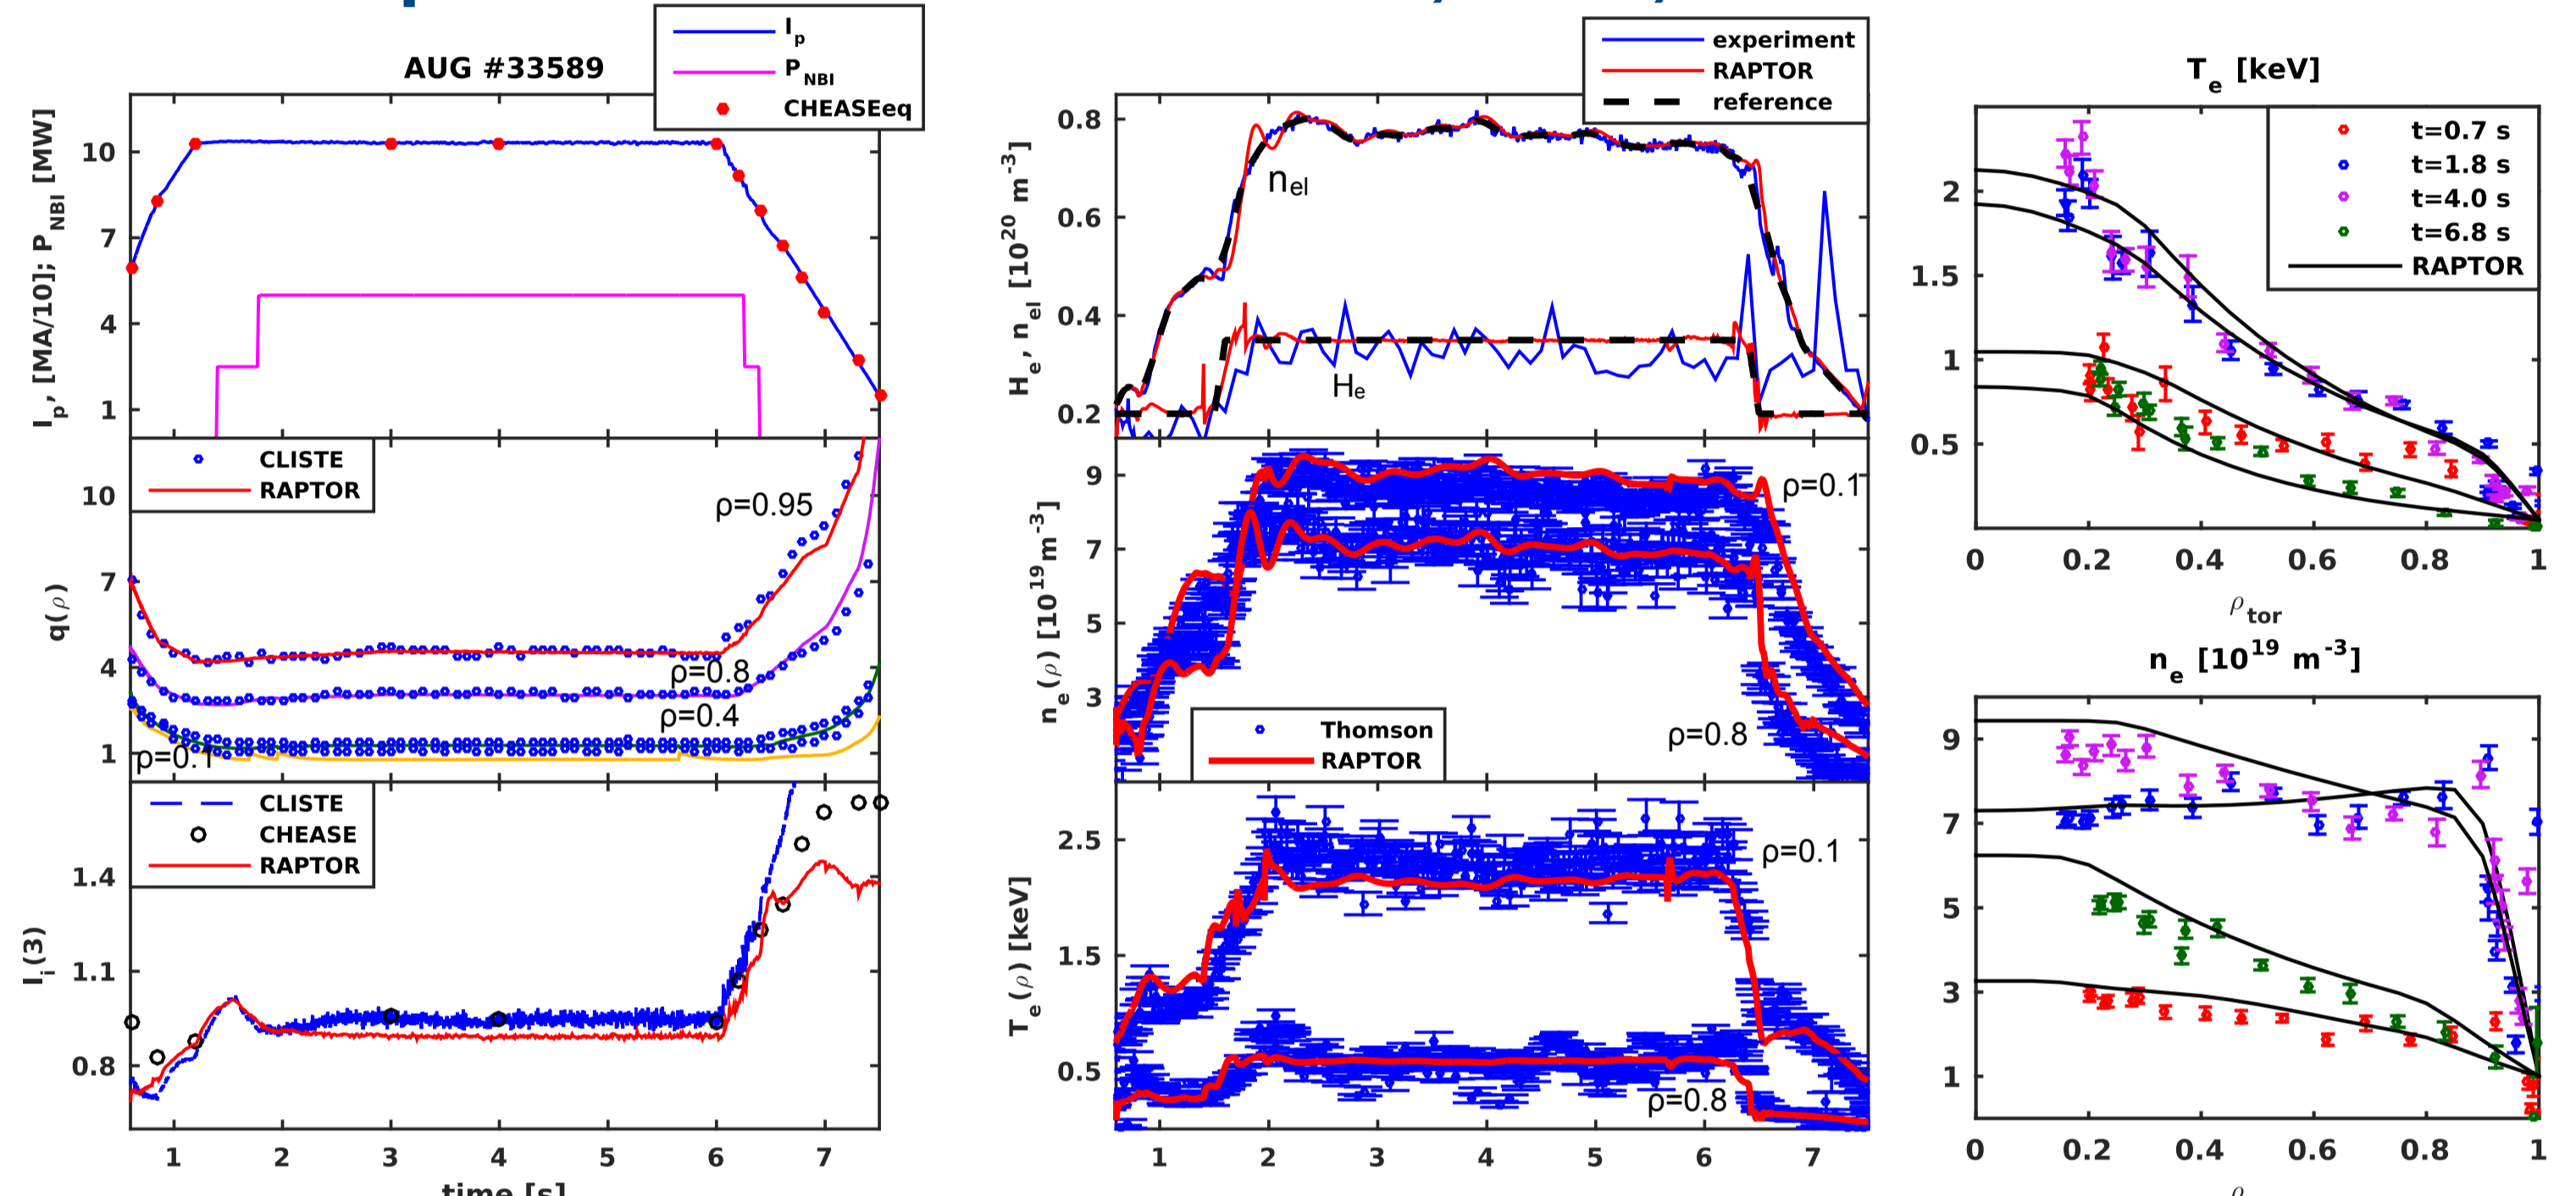 AUG #33589
I_p
P_NBI
CHEASEeq
I_p, [MA/10]; P_NBI [MW]
10
7
4
1
CLISTE
RAPTOR
ρ=0.95
ρ=0.8
ρ=0.4
ρ=0.1
q(ρ)
10
7
4
1
CLISTE
CHEASE
RAPTOR
l_i(3)
1.4
1.1
0.8
1 2 3 4 5 6 7
time [s]
experiment
RAPTOR
reference
H_e, n_el [10^20 m^-3]
0.8
0.6
0.4
0.2
n_el
H_e
n_e(ρ) [10^19 m^-3]
9
7
5
3
ρ=0.1
ρ=0.8
Thomson
RAPTOR
T_e(ρ) [keV]
2.5
1.5
0.5
ρ=0.1
ρ=0.8
1 2 3 4 5 6 7
T_e [keV]
t=0.7 s
t=1.8 s
t=4.0 s
t=6.8 s
RAPTOR
2
1.5
1
0.5
0 0.2 0.4 0.6 0.8 1
ρ_tor
n_e [10^19 m^-3]
9
7
5
3
1
0 0.2 0.4 0.6 0.8 1